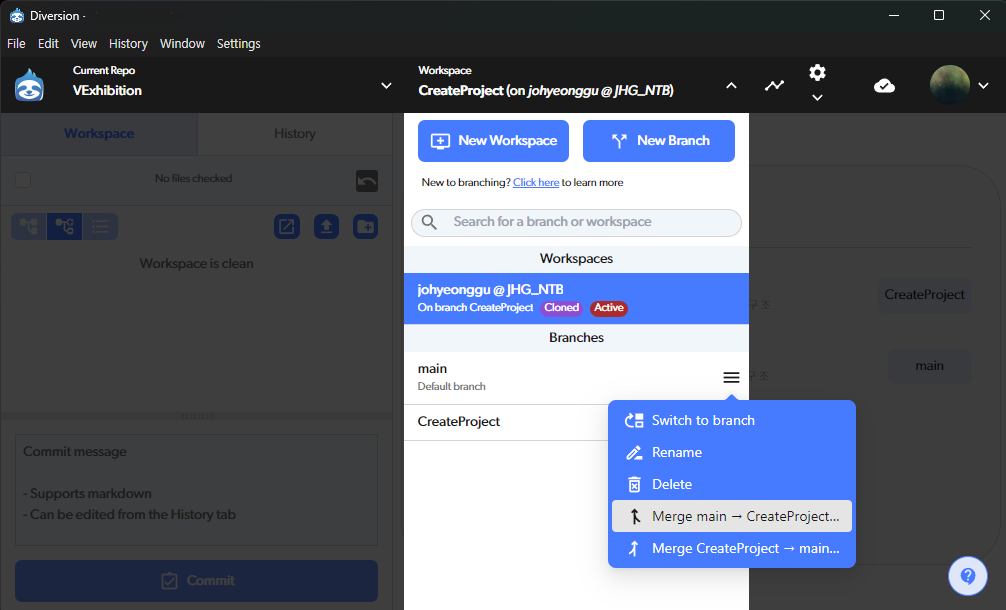 Diversion -
File Edit View History Window Settings
Current Repo
VExhibition
Workspace
CreateProject (on johyeonggu @ JHG_NTB)
Workspace
History
No files checked
Workspace is clean
Commit message
- Supports markdown
- Can be edited from the History tab
Commit
New Workspace
New Branch
New to branching? Click here to learn more
Search for a branch or workspace
Workspaces
johyeonggu @ JHG_NTB
On branch CreateProject Cloned Active
Branches
main
Default branch
CreateProject
Switch to branch
Rename
Delete
Merge main → CreateProject...
Merge CreateProject → main...
구조
CreateProject
구조
main